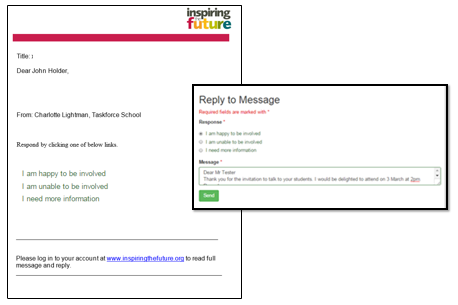 inspiring
the future
Title: :
Dear John Holder,
From: Charlotte Lightman, Taskforce School
Respond by clicking one of below links.
I am happy to be involved
I am unable to be involved
I need more information
Please log in to your account at www.inspiringthefuture.org to read full
message and reply.
Reply to Message
Required fields are marked with *
Response *
I am happy to be involved
I am unable to be involved
I need more information
Message *
Dear Mr Tester
Thank you for the invitation to talk to your students. I would be delighted to attend on 3 March at 2pm
Send